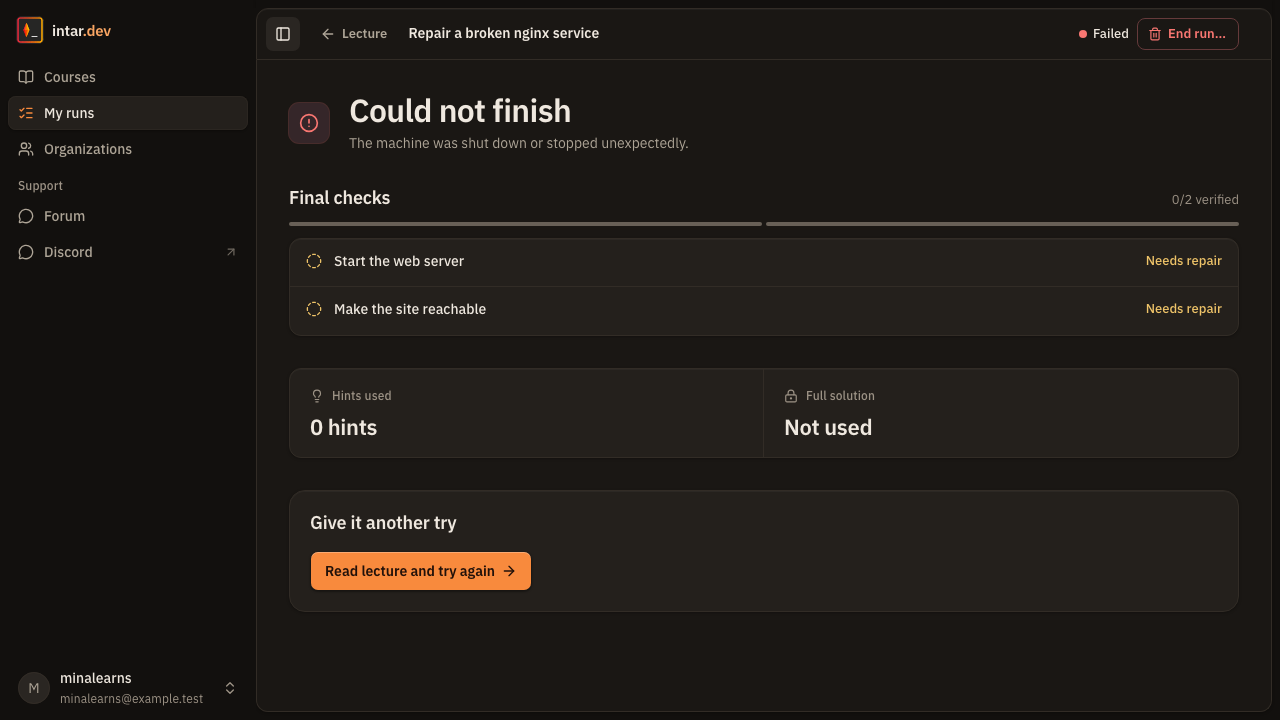 intar.dev
Courses
My runs
Organizations
Support
Forum
Discord
M
minalearns
minalearns@example.test
Lecture
Repair a broken nginx service
Failed
End run...
Could not finish
The machine was shut down or stopped unexpectedly.
Final checks
0/2 verified
Start the web server
Needs repair
Make the site reachable
Needs repair
Hints used
0 hints
Full solution
Not used
Give it another try
Read lecture and try again